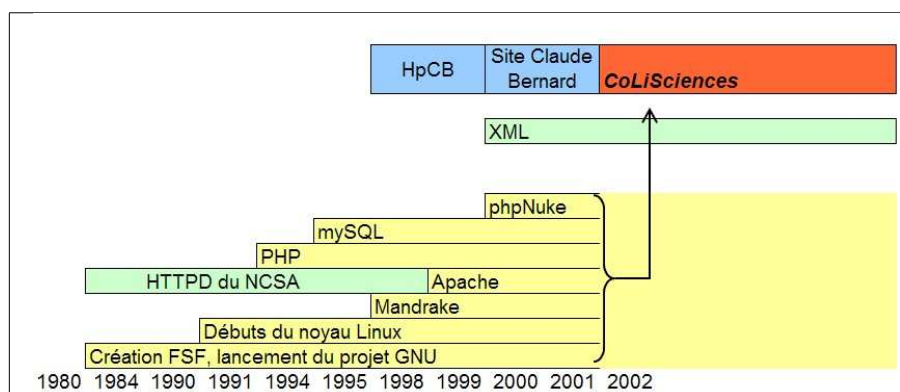 HpCB
Site Claude
Bernard
CoLiSciences
XML
phpNuke
mySQL
PHP
HTTPD du NCSA
Apache
Mandrake
Débuts du noyau Linux
Création FSF, lancement du projet GNU
1980 1984 1990 1991 1994 1995 1998 1999 2000 2001 2002